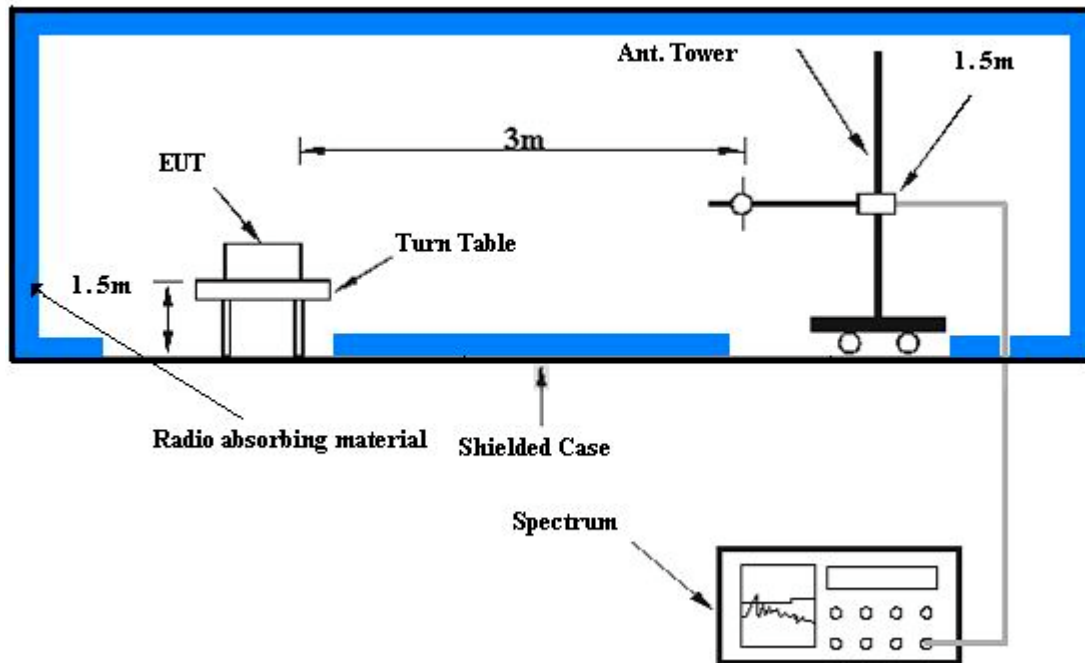 Ant. Tower
1.5m
3m
EUT
Turn Table
1.5m
Radio absorbing material
Shielded Case
Spectrum